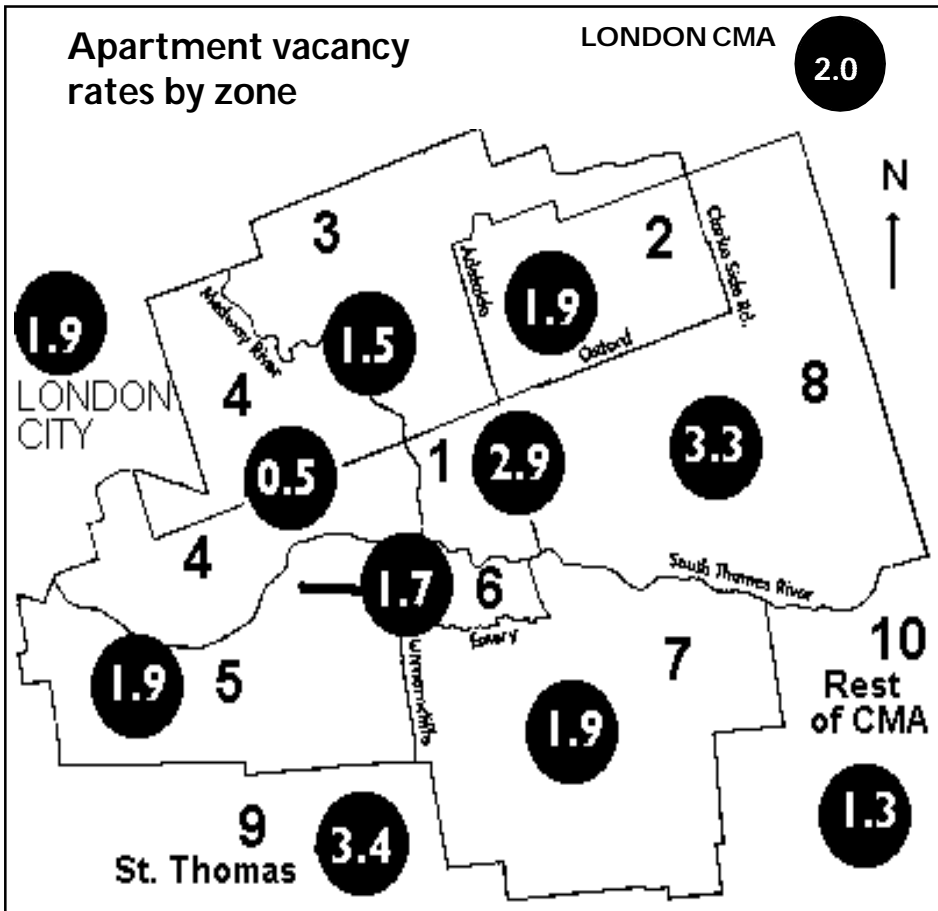 Apartment vacancy
rates by zone
LONDON CMA
2.0
N
3
2
Clarke Side Rd.
Adelaide
1.9
Medway River
1.9
LONDON
CITY
1.5
Oxford
8
4
1
2.9
3.3
0.5
4
1.7
6
South Thames River
Emery
10
Rest
of CMA
7
1.9
5
1.9
1.3
9
St. Thomas
3.4